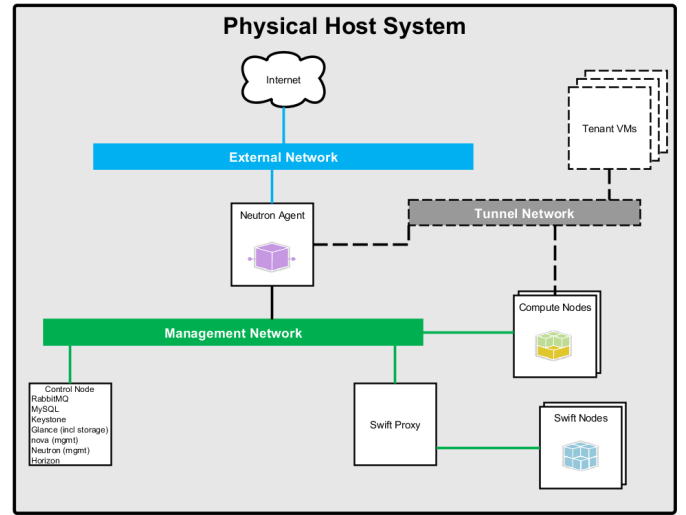 Physical Host System
Internet
Tenant VMs
External Network
Neutron Agent
Tunnel Network
Compute Nodes
Management Network
Control Node
RabbitMQ
MySQL
Keystone
Glance (incl storage)
nova (mgmt)
Neutron (mgmt)
Horizon
Swift Proxy
Swift Nodes